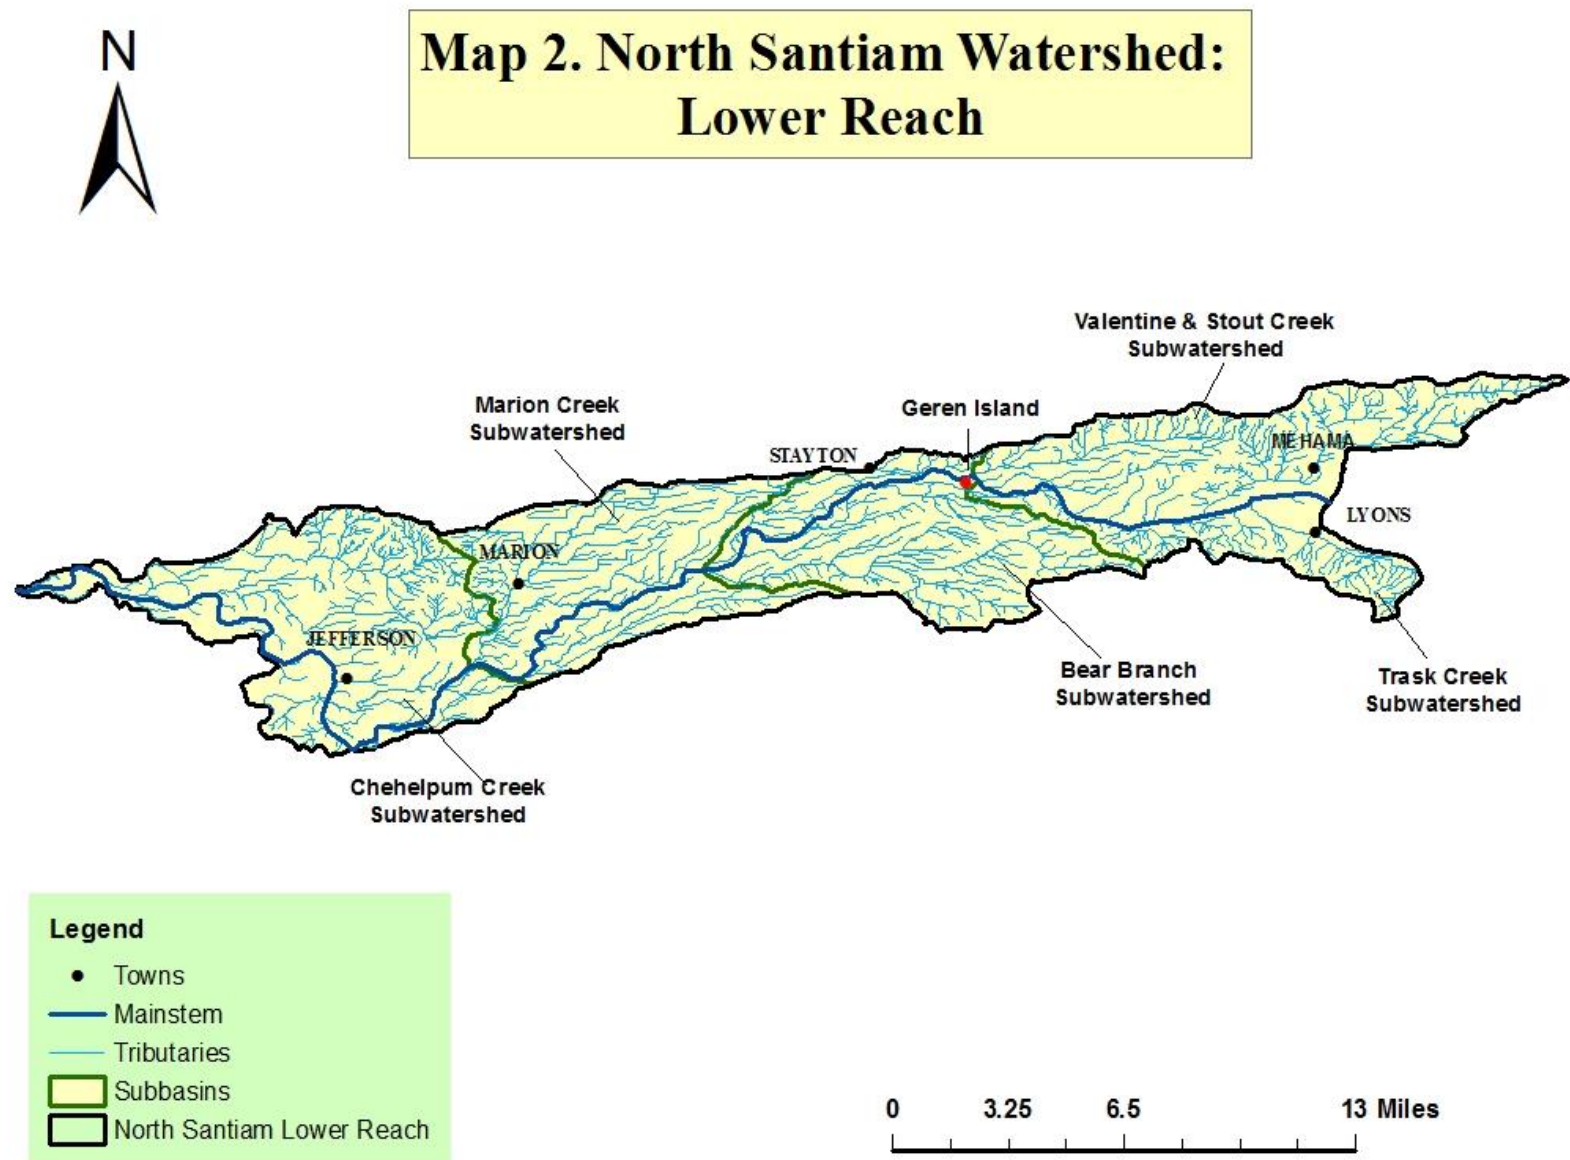 N
Map 2. North Santiam Watershed:
Lower Reach
Valentine & Stout Creek
Subwatershed
Marion Creek
Subwatershed
Geren Island
STAYTON
MEHAMA
LYONS
MARION
JEFFERSON
Bear Branch
Subwatershed
Trask Creek
Subwatershed
Chehelpum Creek
Subwatershed
Legend
Towns
Mainstem
Tributaries
Subbasins
North Santiam Lower Reach
0 3.25 6.5 13 Miles